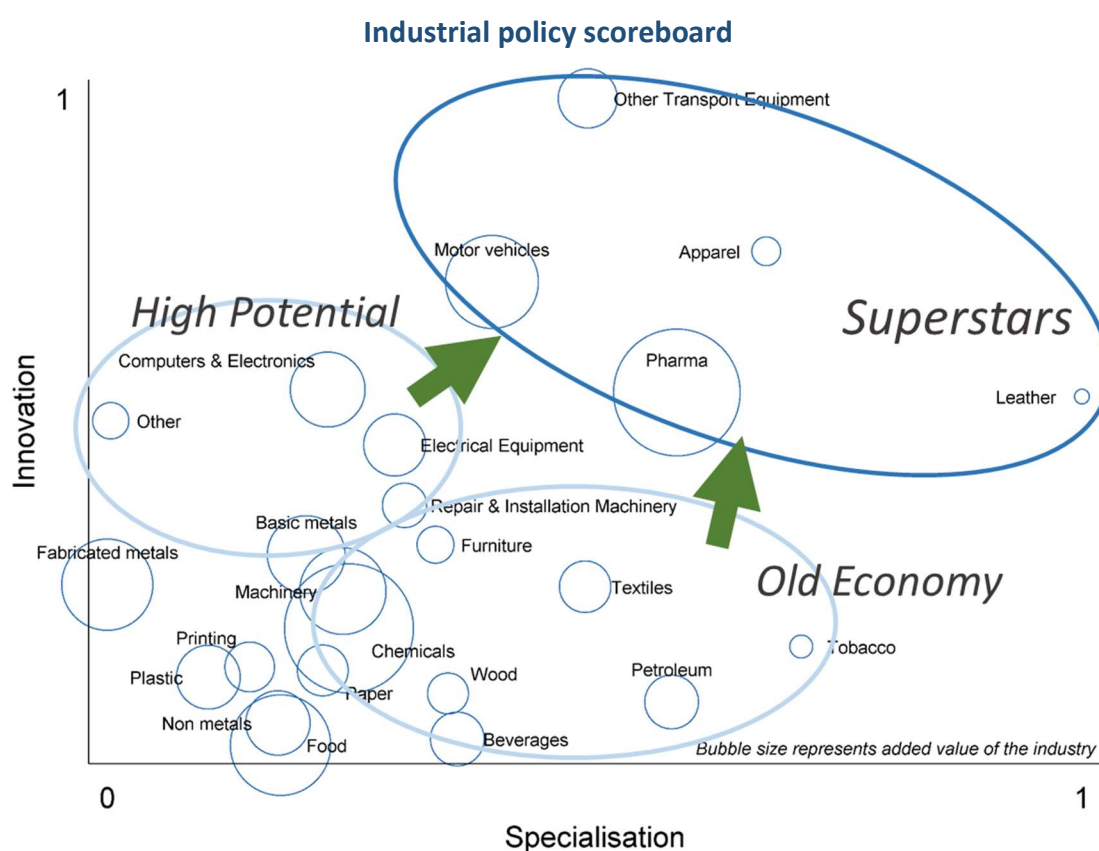 Industrial policy scoreboard
1
Other Transport Equipment
Motor vehicles
Apparel
High Potential
Superstars
Computers & Electronics
Pharma
Leather
Other
Innovation
Electrical Equipment
Repair & Installation Machinery
Basic metals
Furniture
Fabricated metals
Machinery
Textiles
Old Economy
Printing
Chemicals
Tobacco
Plastic
Wood
Petroleum
Paper
Non metals
Food
Beverages
Bubble size represents added value of the industry
0
1
Specialisation